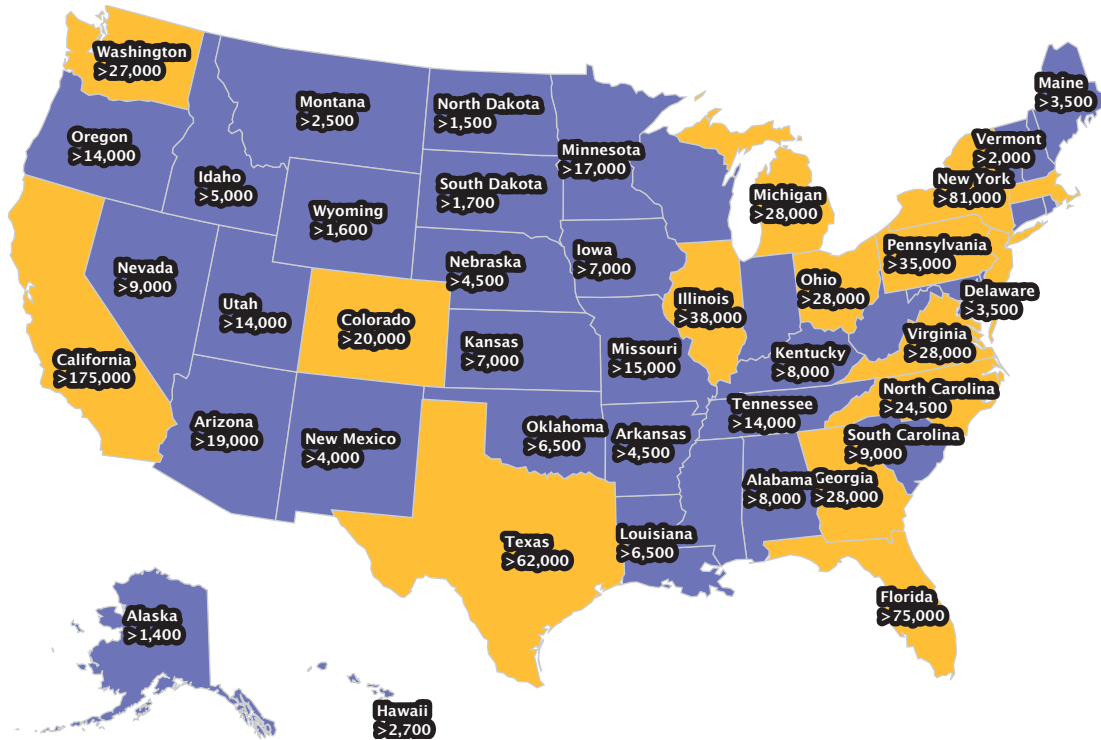 Washington
>27,000
Oregon
>14,000
Idaho
>5,000
Montana
>2,500
North Dakota
>1,500
Minnesota
>17,000
South Dakota
>1,700
Wyoming
>1,600
Nebraska
>4,500
Iowa
>7,000
Michigan
>28,000
Maine
>3,500
Vermont
>2,000
New York
>81,000
Pennsylvania
>35,000
Ohio
>28,000
Illinois
>38,000
Delaware
>3,500
Virginia
>28,000
Nevada
>9,000
Utah
>14,000
Colorado
>20,000
Kansas
>7,000
Missouri
>15,000
Kentucky
>8,000
California
>175,000
Arizona
>19,000
New Mexico
>4,000
Oklahoma
>6,500
Arkansas
>4,500
Tennessee
>14,000
North Carolina
>24,500
South Carolina
>9,000
Alabama
>8,000
Georgia
>28,000
Texas
>62,000
Louisiana
>6,500
Florida
>75,000
Alaska
>1,400
Hawaii
>2,700